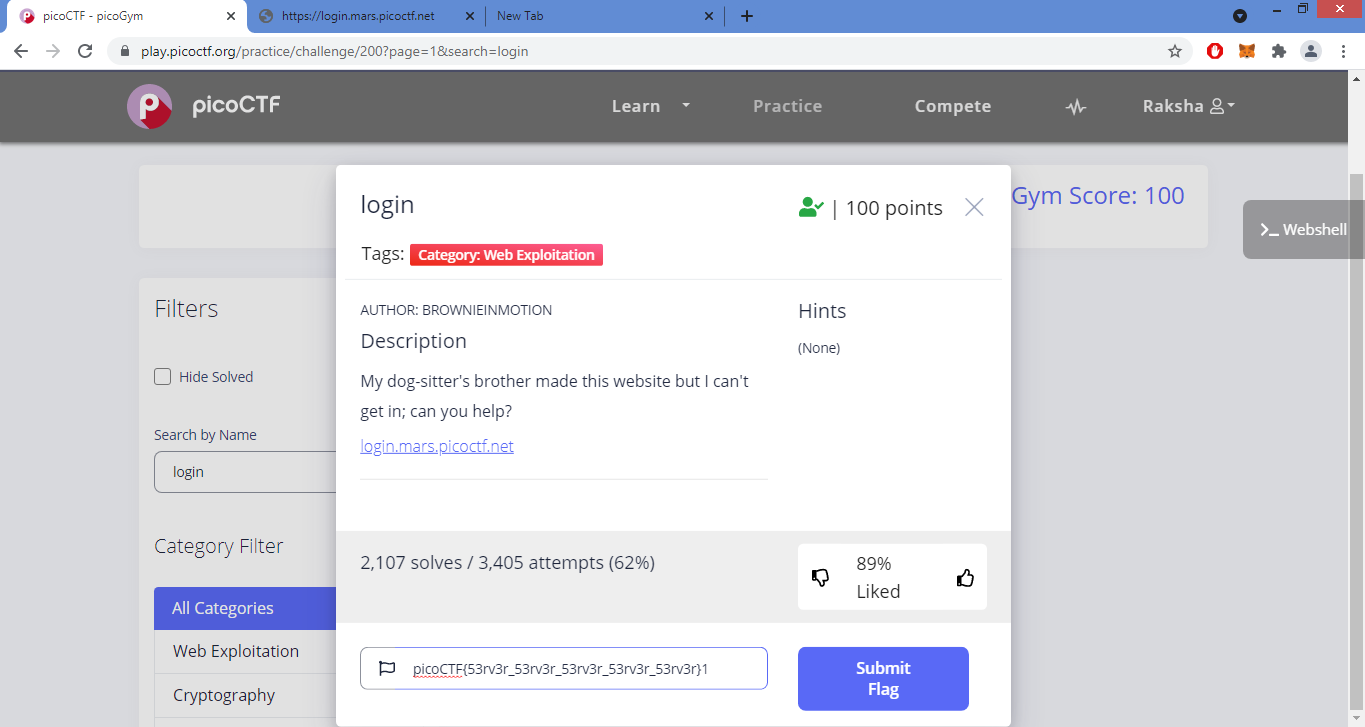 picoCTF - picoGym
https://login.mars.picoctf.net
New Tab
play.picoctf.org/practice/challenge/200?page=1&search=login
picoCTF
Learn
Practice
Compete
Raksha
login
| 100 points
Gym Score: 100
>_ Webshell
Tags: Category: Web Exploitation
Filters
AUTHOR: BROWNIEINMOTION
Hints
Description
(None)
Hide Solved
My dog-sitter's brother made this website but I can't
get in; can you help?
Search by Name
login.mars.picoctf.net
login
Category Filter
2,107 solves / 3,405 attempts (62%)
89%
Liked
All Categories
Web Exploitation
picoCTF{53rv3r_53rv3r_53rv3r_53rv3r_53rv3r}1
Submit
Flag
Cryptography